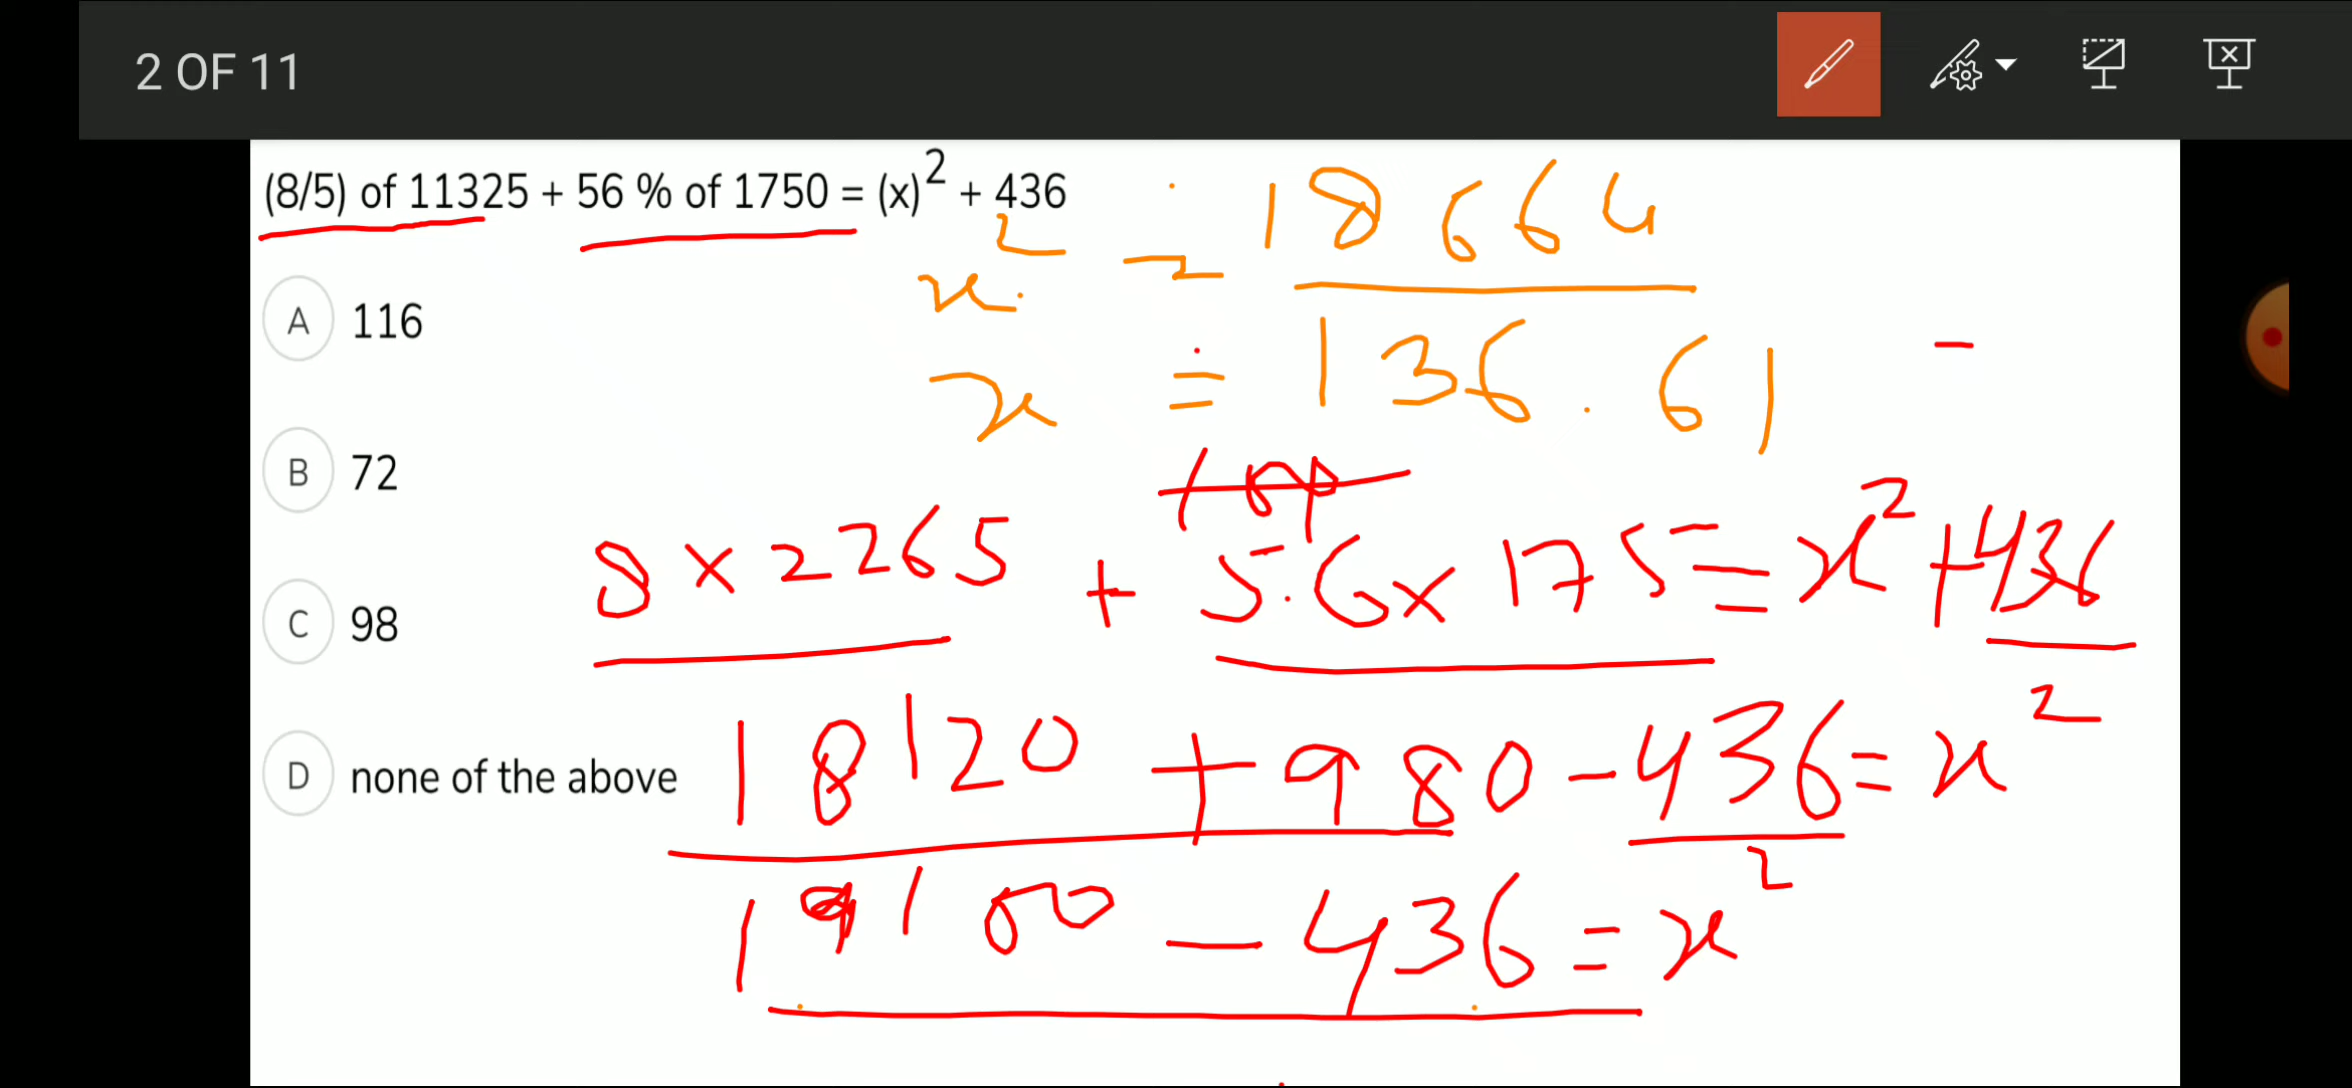 2 OF 11
(8/5) of 11325 + 56 % of 1750 = (x)² + 436
x² = 18664
A 116
x = 136.61
B 72
8 × 2265 + 5.6 × 175 = x² + 436
C 98
D none of the above
18120 + 980 - 436 = x²
19100 - 436 = x²